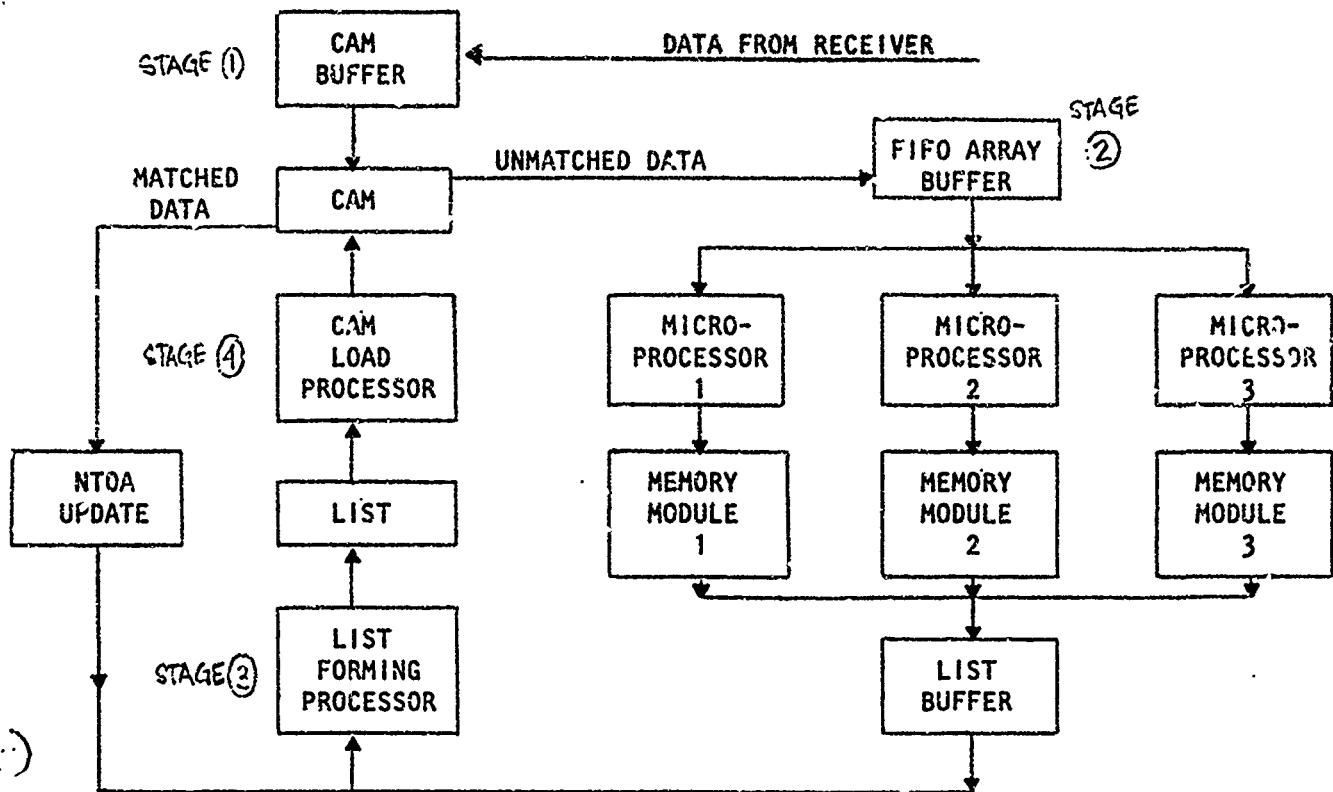 STAGE (1)
CAM
BUFFER
DATA FROM RECEIVER
STAGE
(2)
FIFO ARRAY
BUFFER
UNMATCHED DATA
MATCHED
DATA
CAM
STAGE (4)
CAM
LOAD
PROCESSOR
MICRO-
PROCESSOR
1
MICRO-
PROCESSOR
2
MICRO-
PROCESSOR
3
NTOA
UPDATE
LIST
MEMORY
MODULE
1
MEMORY
MODULE
2
MEMORY
MODULE
3
STAGE (3)
LIST
FORMING
PROCESSOR
LIST
BUFFER